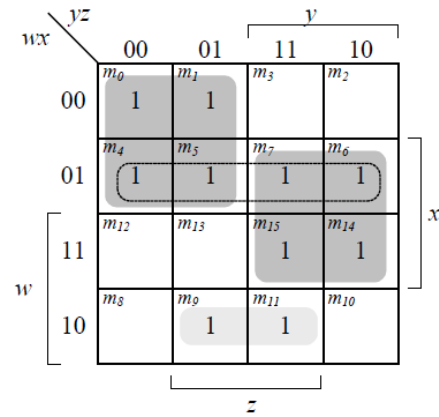 yz y
wx 00 01 11 10
m0 m1 m3 m2
00 1 1
m4 m5 m7 m6
01 1 1 1 1 x
m12 m13 m15 m14
w 11 1 1
m8 m9 m11 m10
10 1 1
z